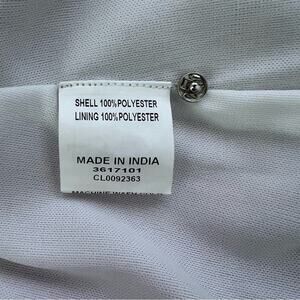 SHELL 100%POLYESTER
LINING 100%POLYESTER
MADE IN INDIA
3617101
CL0092363
MACHINE WASH